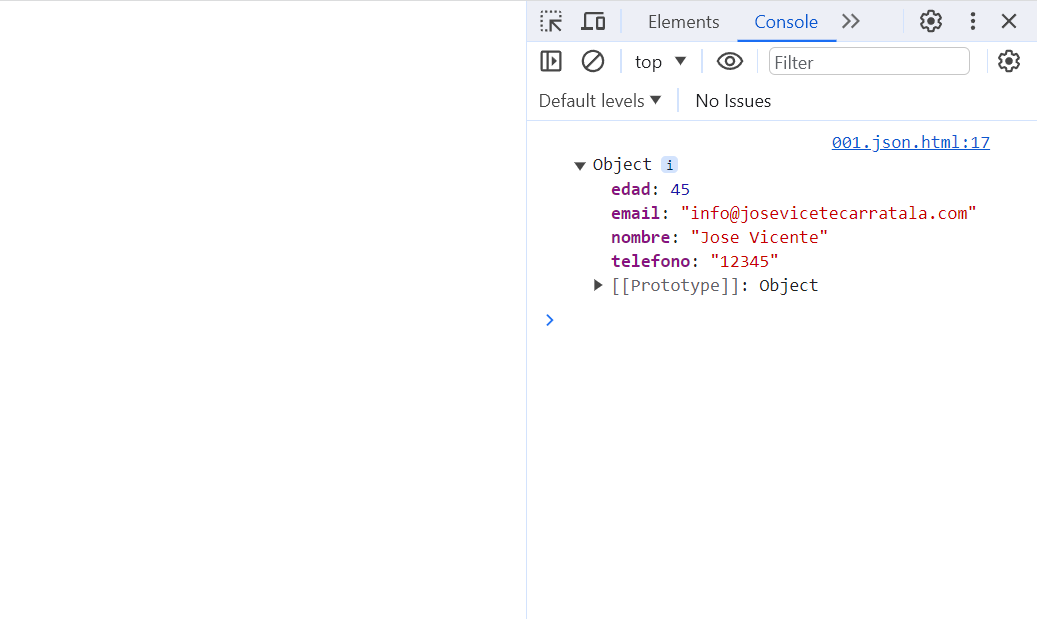 Elements Console
top Filter
Default levels No Issues
001.json.html:17
Object i
edad: 45
email: "info@josevicetecarratala.com"
nombre: "Jose Vicente"
telefono: "12345"
[[Prototype]]: Object